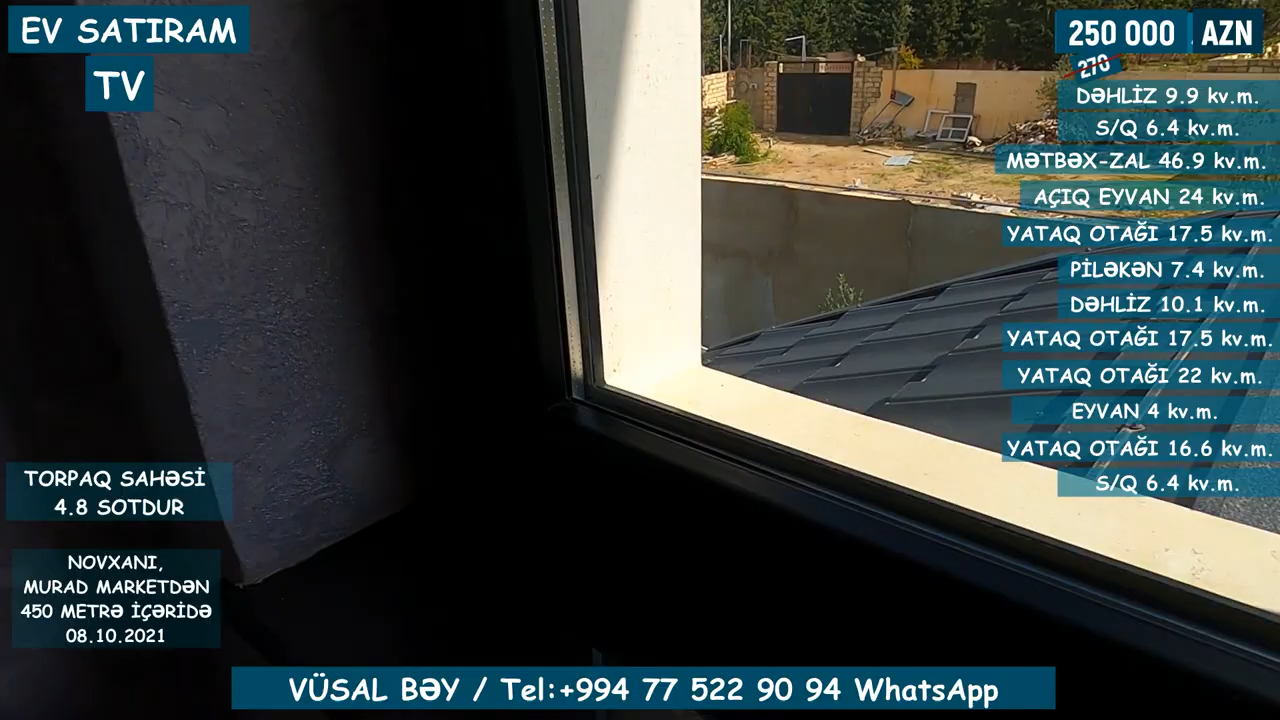 EV SATIRAM
TV
250 000 AZN
270
DƏHLİZ 9.9 kv.m.
S/Q 6.4 kv.m.
MƏTBƏX-ZAL 46.9 kv.m.
AÇIQ EYVAN 24 kv.m.
YATAQ OTAĞI 17.5 kv.m.
PİLƏKƏN 7.4 kv.m.
DƏHLİZ 10.1 kv.m.
YATAQ OTAĞI 17.5 kv.m.
YATAQ OTAĞI 22 kv.m.
EYVAN 4 kv.m.
YATAQ OTAĞI 16.6 kv.m.
S/Q 6.4 kv.m.
TORPAQ SAHƏSİ
4.8 SOTDUR
NOVXANI,
MURAD MARKETDƏN
450 METRƏ İÇƏRİDƏ
08.10.2021
VÜSAL BƏY / Tel:+994 77 522 90 94 WhatsApp